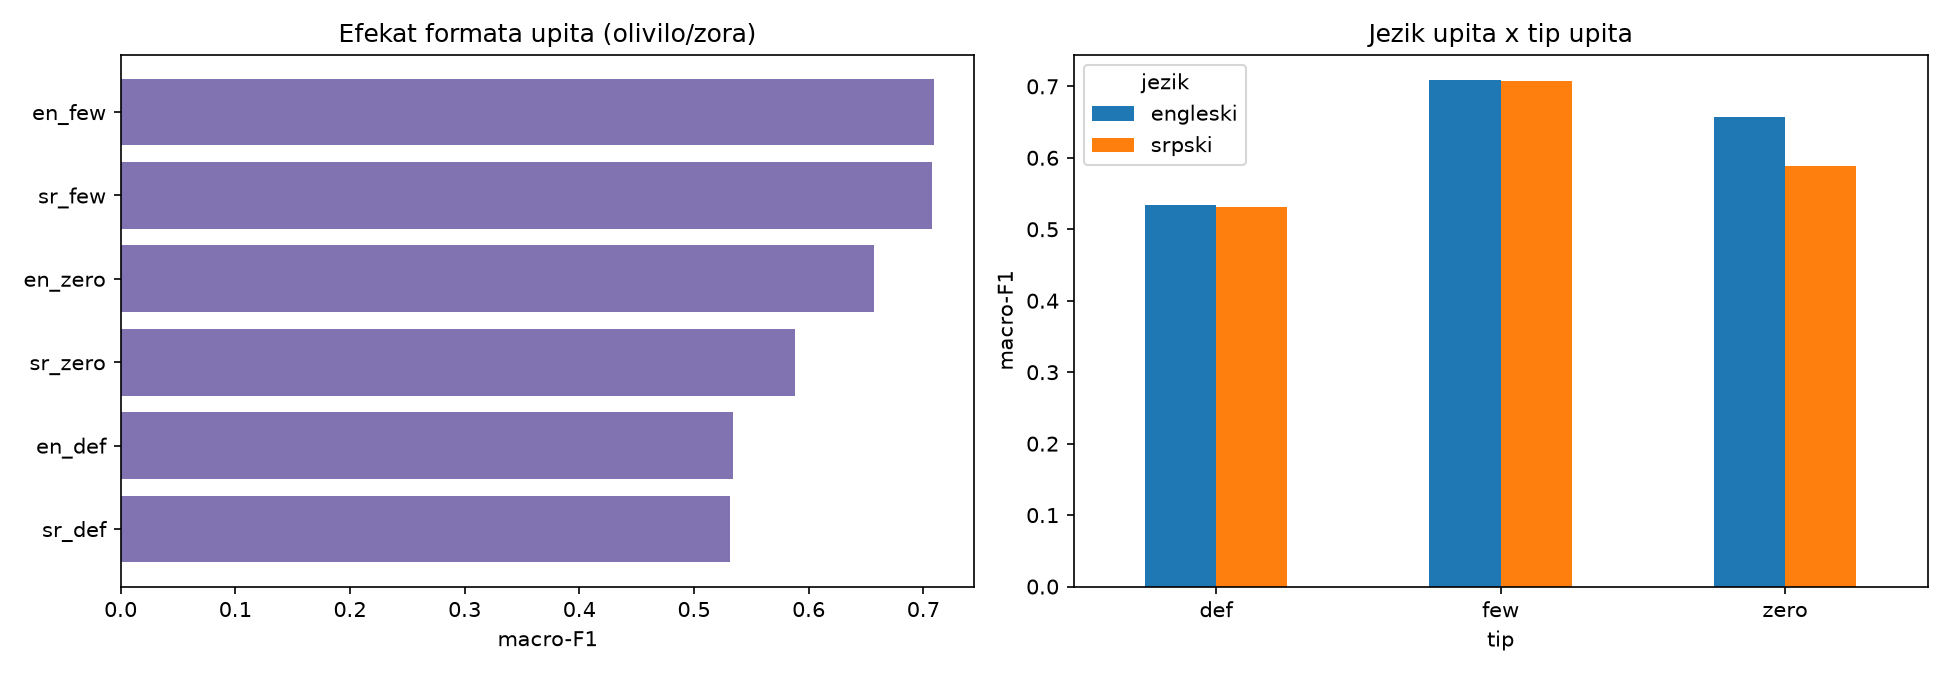 Efekat formata upita (olivilo/zora)
en_few
sr_few
en_zero
sr_zero
en_def
sr_def
0.0 0.1 0.2 0.3 0.4 0.5 0.6 0.7
macro-F1
Jezik upita x tip upita
jezik
engleski
srpski
macro-F1
0.7
0.6
0.5
0.4
0.3
0.2
0.1
0.0
def few zero
tip